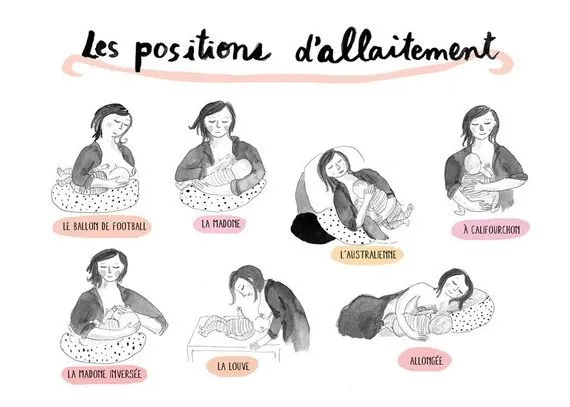 Les positions d'allaitement
LE BALLON DE FOOTBALL
LA MADONE
L'AUSTRALIENNE
À CALIFOURCHON
LA MADONE INVERSÉE
LA LOUVE
ALLONGÉE